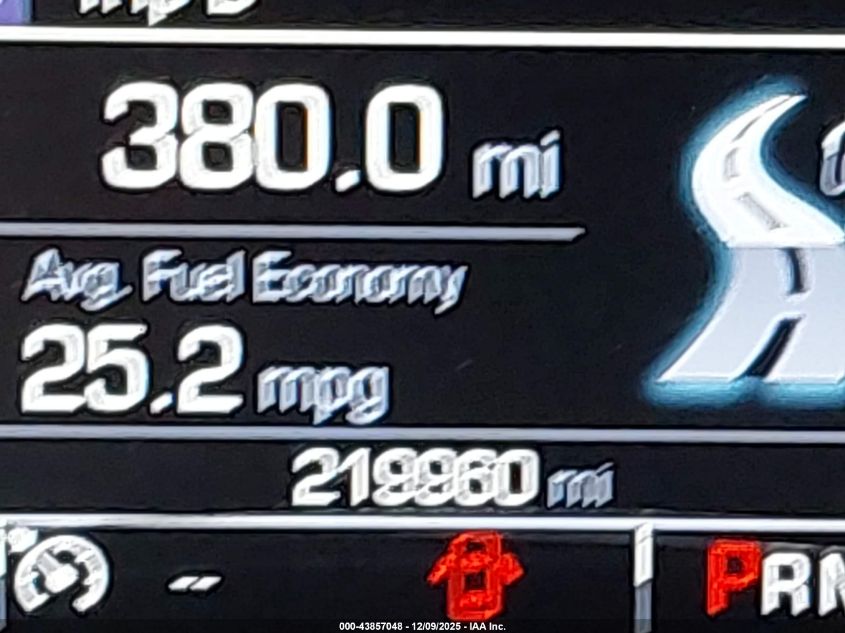 380.0 mi
Avg. Fuel Economy
25.2 mpg
219960 mi
--
PRN
000-43857048 - 12/09/2025 - IAA Inc.